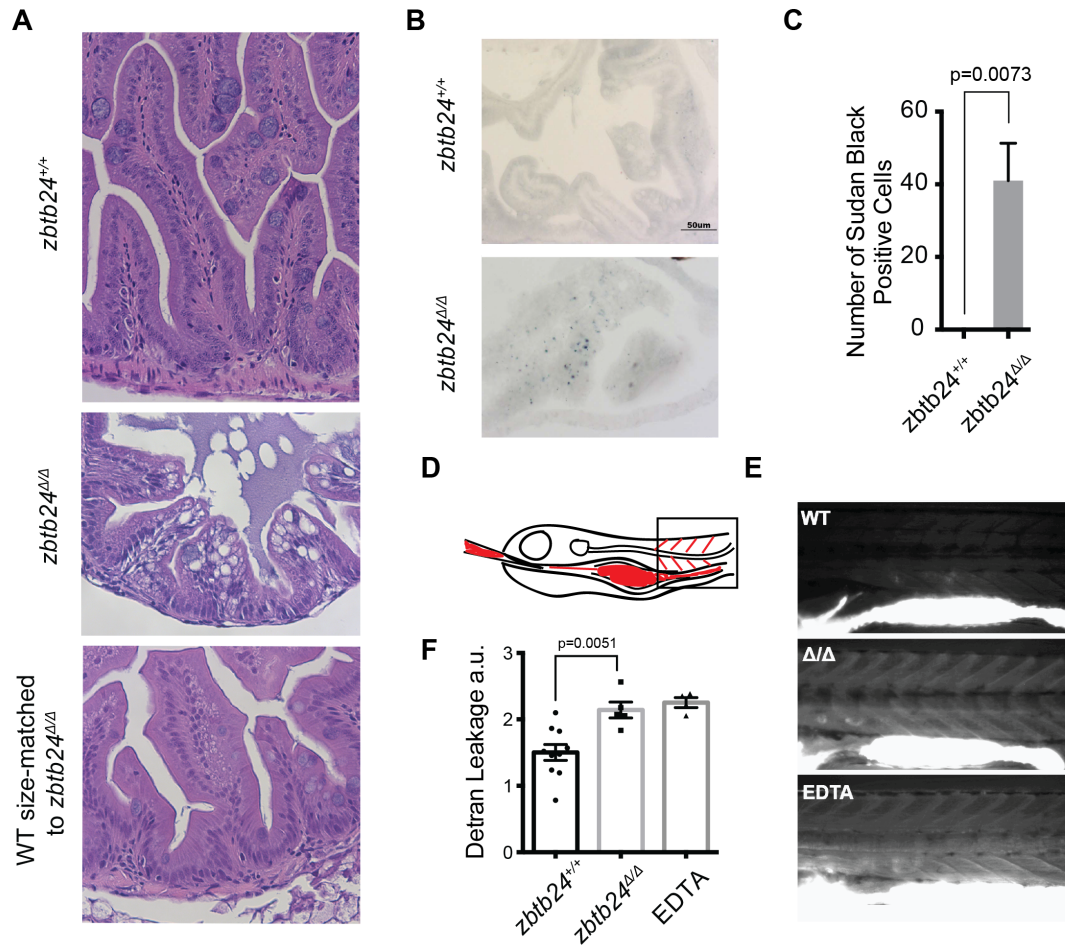 A
zbtb24+/+
zbtb24Δ/Δ
WT size-matched
to zbtb24Δ/Δ
B
zbtb24+/+
50um
zbtb24Δ/Δ
C
p=0.0073
Number of Sudan Black
Positive Cells
60
40
20
0
zbtb24+/+
zbtb24Δ/Δ
D
E
WT
Δ/Δ
EDTA
F
p=0.0051
Detran Leakage a.u.
3
2
1
0
zbtb24+/+
zbtb24Δ/Δ
EDTA